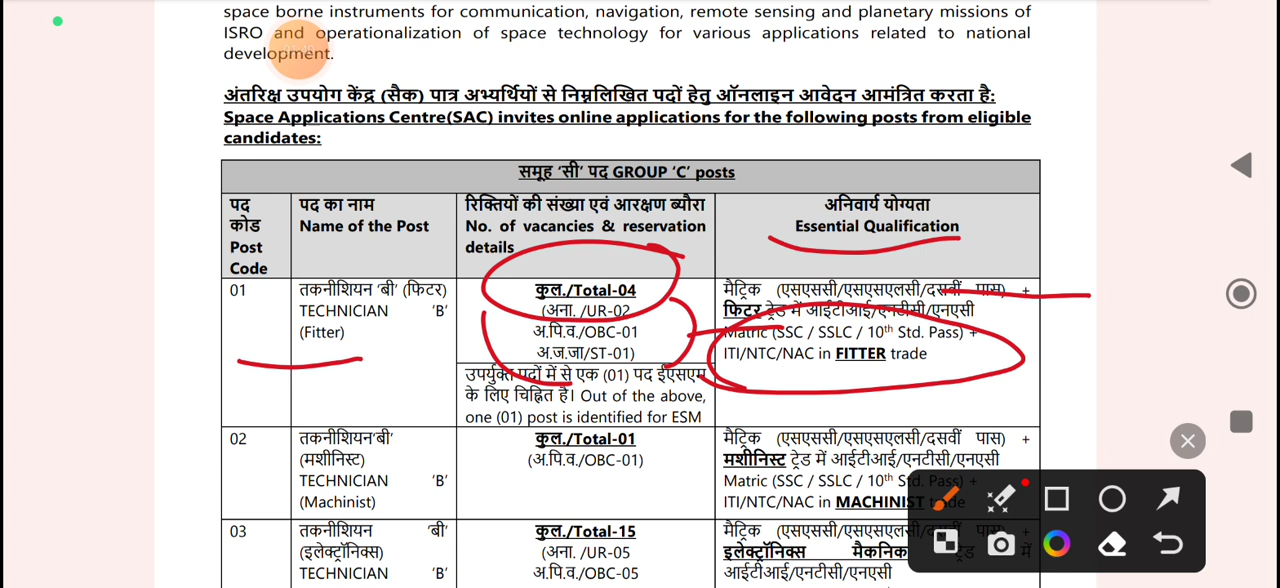 space borne instruments for communication, navigation, remote sensing and planetary missions of
ISRO and operationalization of space technology for various applications related to national
development.
अंतरिक्ष उपयोग केंद्र (सैक) पात्र अभ्यर्थियों से निम्नलिखित पदों हेतु ऑनलाइन आवेदन आमंत्रित करता है:
Space Applications Centre(SAC) invites online applications for the following posts from eligible
candidates:
समूह ‘सी’ पद GROUP ‘C’ posts
पद
कोड
Post
Code
पद का नाम
Name of the Post
रिक्तियों की संख्या एवं आरक्षण ब्यौरा
No. of vacancies & reservation
details
अनिवार्य योग्यता
Essential Qualification
01
तकनीशियन ‘बी’ (फिटर)
TECHNICIAN ‘B’
(Fitter)
कुल./Total-04
(अना. /UR-02
अ.पि.व./OBC-01
अ.ज.जा/ST-01)
उपर्युक्त पदों में से एक (01) पद ईएसएम
के लिए चिह्नित है। Out of the above,
one (01) post is identified for ESM
मैट्रिक (एसएससी/एसएसएलसी/दसवीं पास) +
फिटर ट्रेड में आईटीआई/एनटीसी/एनएसी
Matric (SSC / SSLC / 10th Std. Pass) +
ITI/NTC/NAC in FITTER trade
02
तकनीशियन‘बी’
(मशीनिस्ट)
TECHNICIAN ‘B’
(Machinist)
कुल./Total-01
(अ.पि.व./OBC-01)
मैट्रिक (एसएससी/एसएसएलसी/दसवीं पास) +
मशीनिस्ट ट्रेड में आईटीआई/एनटीसी/एनएसी
Matric (SSC / SSLC / 10th Std. Pass) +
ITI/NTC/NAC in MACHINIST trade
03
तकनीशियन ‘बी’
(इलेक्ट्रॉनिक्स)
TECHNICIAN ‘B’
कुल./Total-15
(अना. /UR-05
अ.पि.व./OBC-05
मैट्रिक (एसएससी/एसएसएलसी/दसवीं पास) +
इलेक्ट्रॉनिक्स मैकनिक ट्रेड में
आईटीआई/एनटीसी/एनएसी